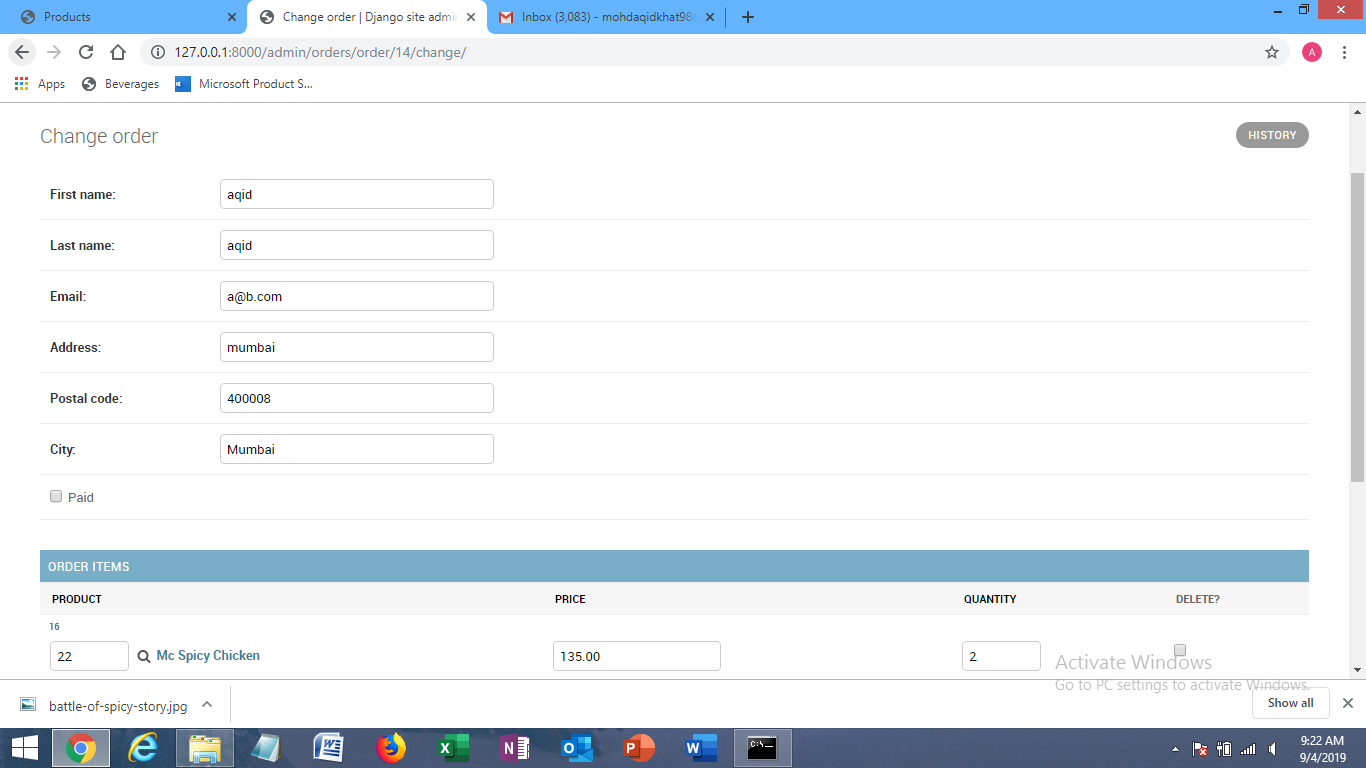 Products
Change order | Django site admi
Inbox (3,083) - mohdaqidkhat98
127.0.0.1:8000/admin/orders/order/14/change/
A
Apps
Beverages
Microsoft Product S...
Change order
HISTORY
First name:
aqid
Last name:
aqid
Email:
a@b.com
Address:
mumbai
Postal code:
400008
City:
Mumbai
Paid
ORDER ITEMS
PRODUCT PRICE QUANTITY DELETE?
16
22 Mc Spicy Chicken 135.00 2
Activate Windows
Go to PC settings to activate Windows.
battle-of-spicy-story.jpg
Show all
9:22 AM
9/4/2019